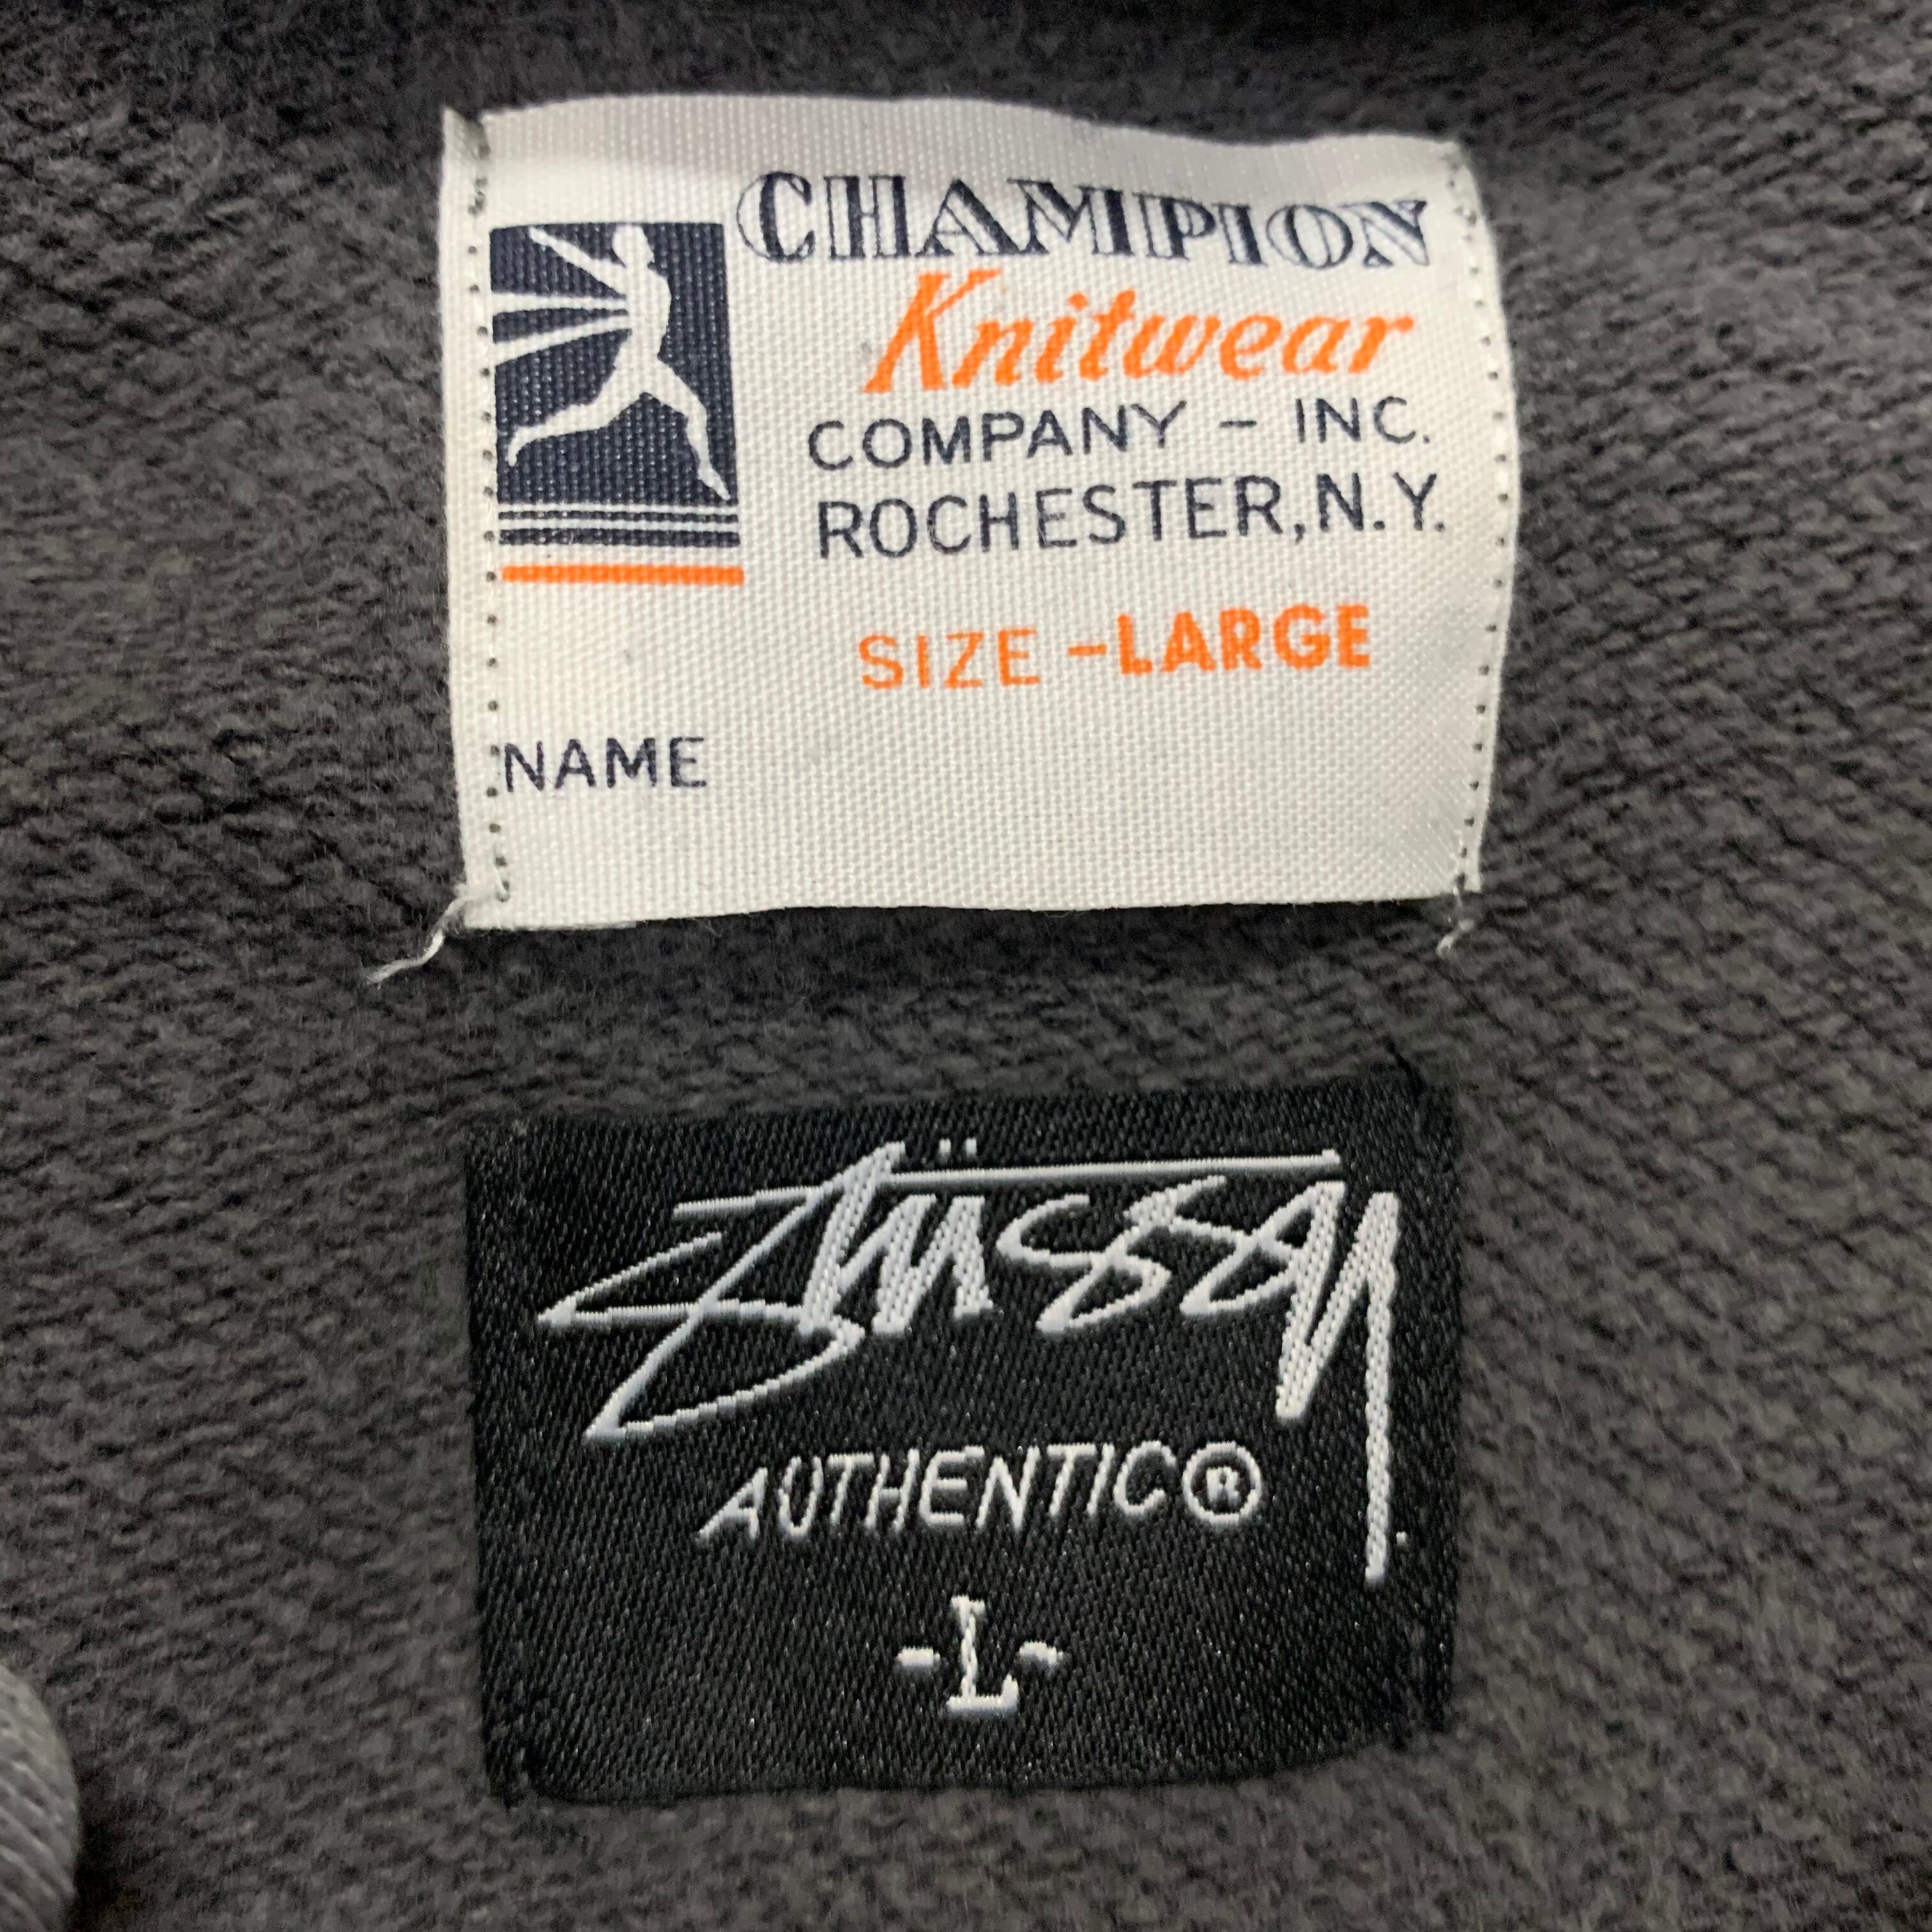 CHAMPION
Knitwear
COMPANY – INC.
ROCHESTER, N.Y.
SIZE -LARGE
NAME
Stüssy
AUTHENTIC®
-L-